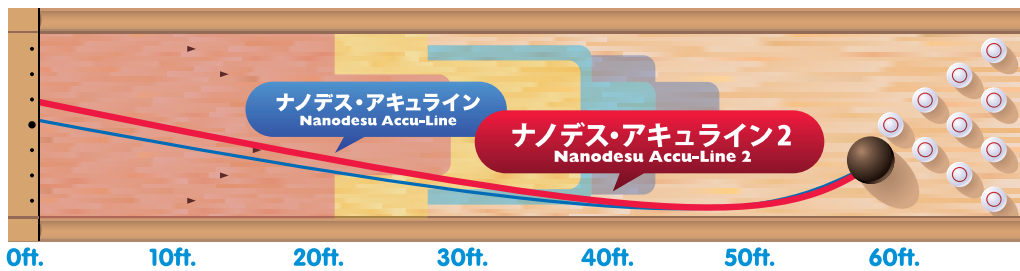 ナノデス・アキュライン
Nanodesu Accu-Line
ナノデス・アキュライン2
Nanodesu Accu-Line 2
0ft. 10ft. 20ft. 30ft. 40ft. 50ft. 60ft.